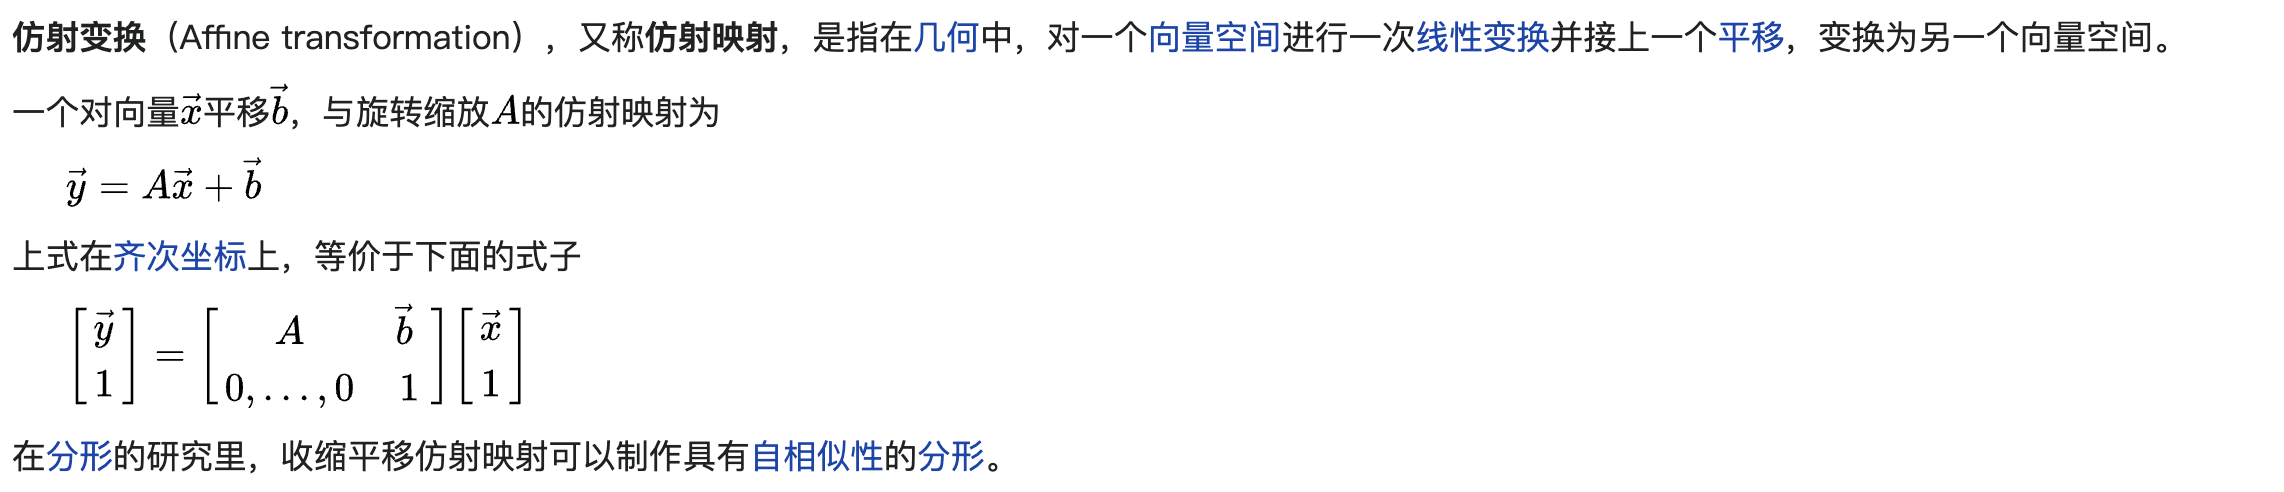 仿射变换（Affine transformation），又称仿射映射，是指在几何中，对一个向量空间进行一次线性变换并接上一个平移，变换为另一个向量空间。
一个对向量$\vec{x}$平移$\vec{b}$，与旋转缩放$A$的仿射映射为
$\vec{y} = A\vec{x} + \vec{b}$
上式在齐次坐标上，等价于下面的式子
$\begin{bmatrix} \vec{y} \\ 1 \end{bmatrix} = \begin{bmatrix} A & \vec{b} \\ 0, \ldots, 0 & 1 \end{bmatrix} \begin{bmatrix} \vec{x} \\ 1 \end{bmatrix}$
在分形的研究里，收缩平移仿射映射可以制作具有自相似性的分形。